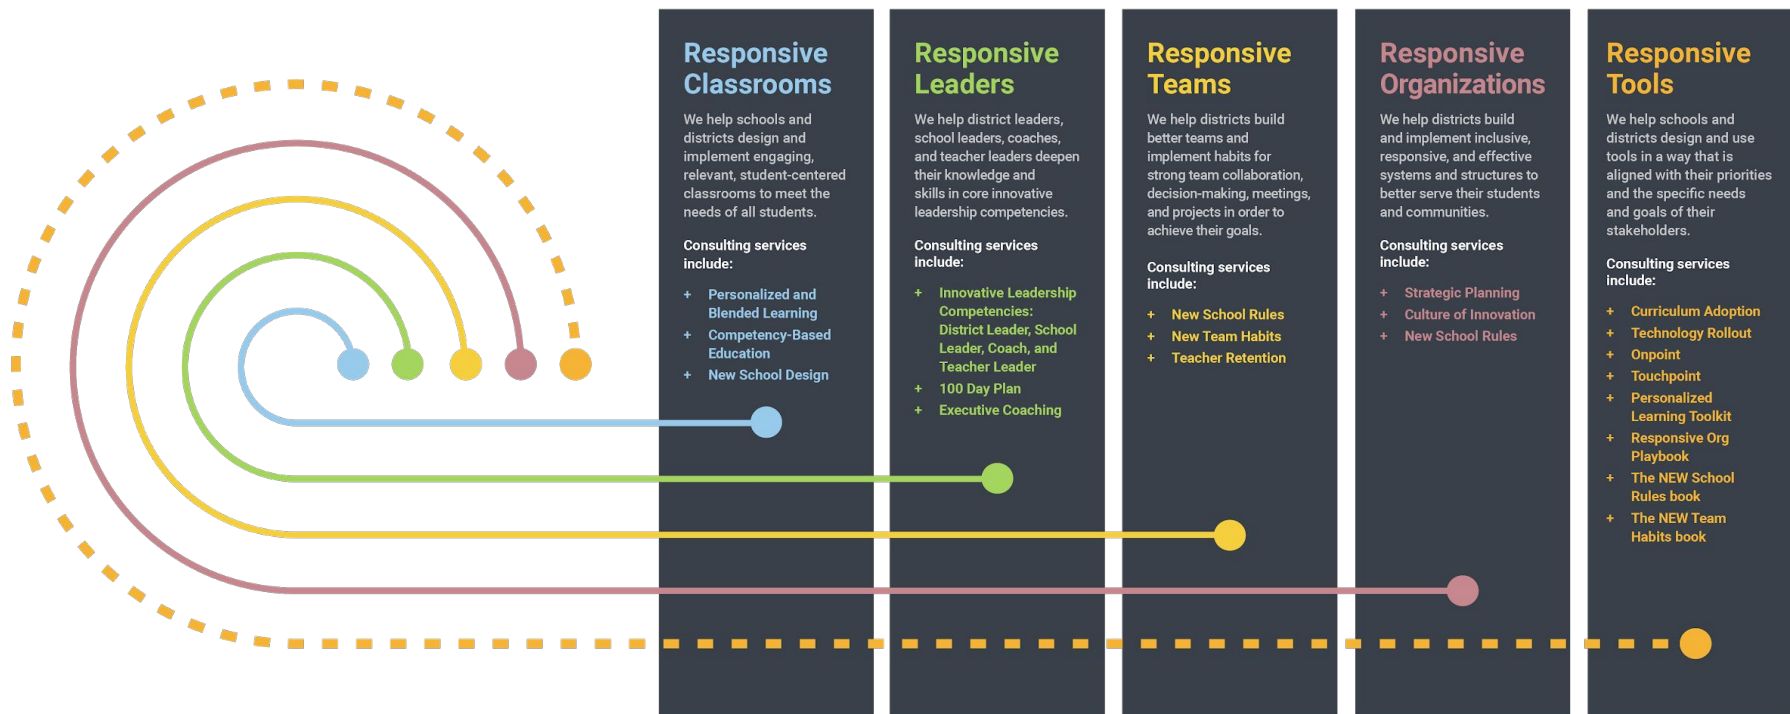 Responsive
Classrooms
We help schools and
districts design and
implement engaging,
relevant, student-centered
classrooms to meet the
needs of all students.
Consulting services
include:
+ Personalized and
Blended Learning
+ Competency-Based
Education
+ New School Design
Responsive
Leaders
We help district leaders,
school leaders, coaches,
and teacher leaders deepen
their knowledge and
skills in core innovative
leadership competencies.
Consulting services
include:
+ Innovative Leadership
Competencies:
District Leader, School
Leader, Coach, and
Teacher Leader
+ 100 Day Plan
+ Executive Coaching
Responsive
Teams
We help districts build
better teams and
implement habits for
strong team collaboration,
decision-making, meetings,
and projects in order to
achieve their goals.
Consulting services
include:
+ New School Rules
+ New Team Habits
+ Teacher Retention
Responsive
Organizations
We help districts build
and implement inclusive,
responsive, and effective
systems and structures to
better serve their students
and communities.
Consulting services
include:
+ Strategic Planning
+ Culture of Innovation
+ New School Rules
Responsive
Tools
We help schools and
districts design and use
tools in a way that is
aligned with their priorities
and the specific needs
and goals of their
stakeholders.
Consulting services
include:
+ Curriculum Adoption
+ Technology Rollout
+ Onpoint
+ Touchpoint
+ Personalized
Learning Toolkit
+ Responsive Org
Playbook
+ The NEW School
Rules book
+ The NEW Team
Habits book